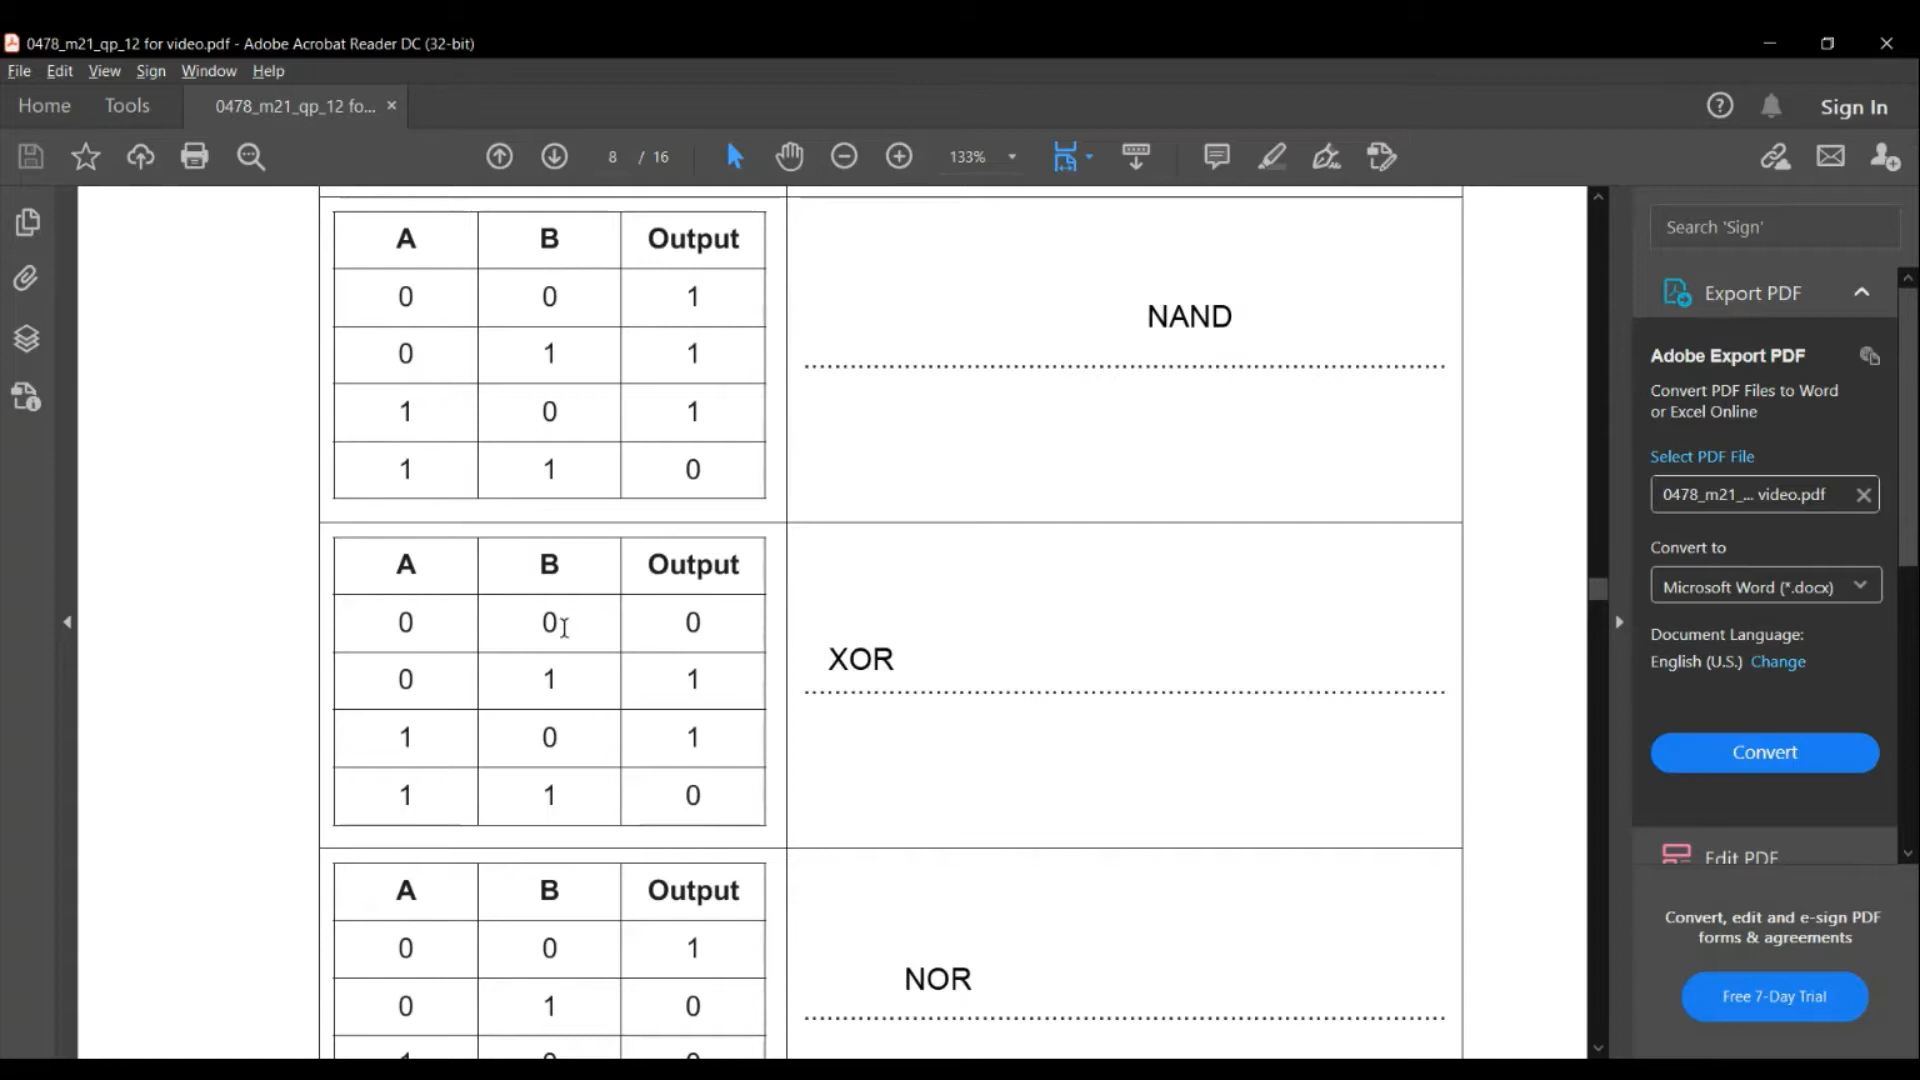 0478_m21_qp_12 for video.pdf - Adobe Acrobat Reader DC (32-bit)
File Edit View Sign Window Help
Home Tools 0478_m21_qp_12 fo... × Sign In
8 / 16 133%
A B Output
0 0 1
0 1 1
1 0 1
1 1 0
NAND
A B Output
0 0 0
0 1 1
1 0 1
1 1 0
XOR
A B Output
0 0 1
0 1 0
NOR
Search 'Sign'
Export PDF
Adobe Export PDF
Convert PDF Files to Word
or Excel Online
Select PDF File
0478_m21_... video.pdf
Convert to
Microsoft Word (*.docx)
Document Language:
English (U.S.) Change
Convert
Edit PDF
Convert, edit and e-sign PDF
forms & agreements
Free 7-Day Trial